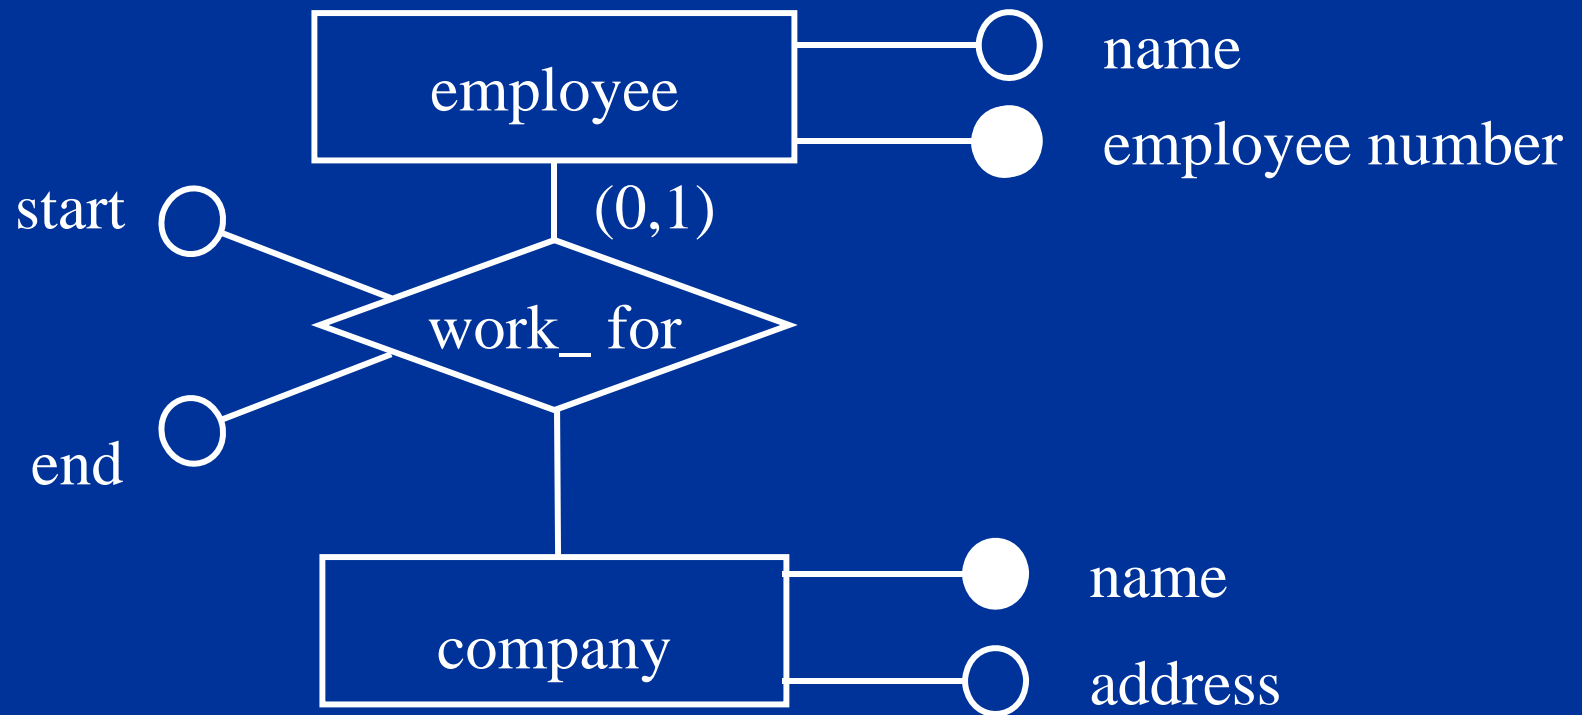 name
employee
employee number
start
(0,1)
work_ for
end
name
company
address